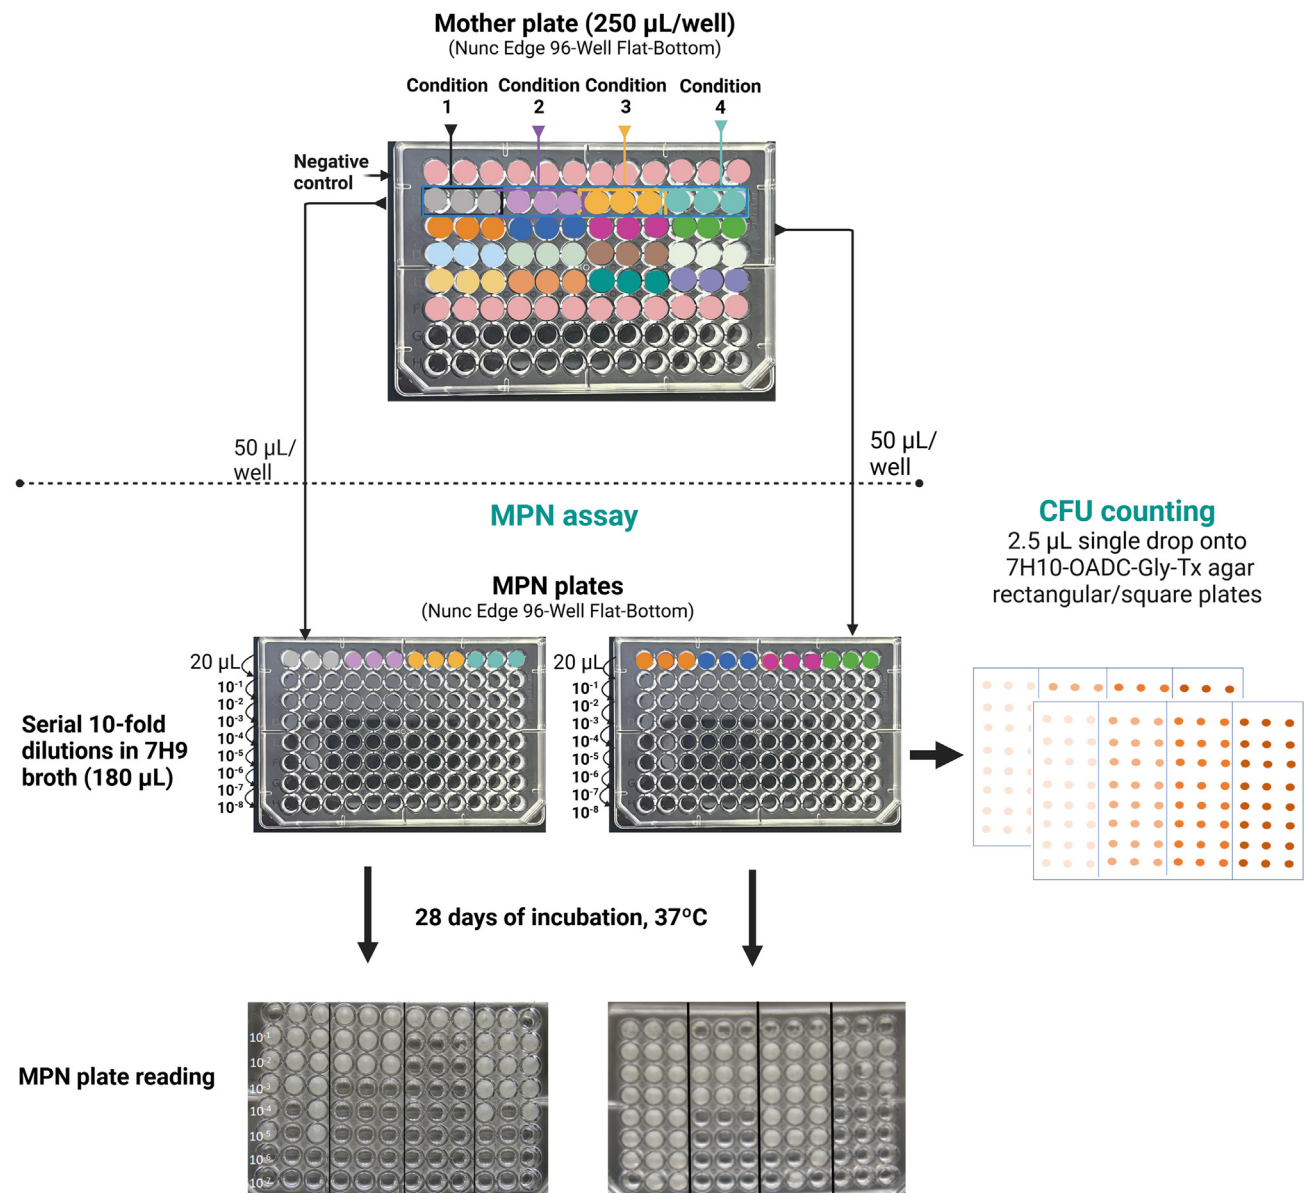 Mother plate (250 µL/well)
(Nunc Edge 96-Well Flat-Bottom)
Condition 1
Condition 2
Condition 3
Condition 4
Negative
control
50 µL/
well
50 µL/
well
MPN assay
CFU counting
2.5 µL single drop onto
7H10-OADC-Gly-Tx agar
rectangular/square plates
MPN plates
(Nunc Edge 96-Well Flat-Bottom)
Serial 10-fold
dilutions in 7H9
broth (180 µL)
20 µL
10⁻¹
10⁻²
10⁻³
10⁻⁴
10⁻⁵
10⁻⁶
10⁻⁷
10⁻⁸
20 µL
10⁻¹
10⁻²
10⁻³
10⁻⁴
10⁻⁵
10⁻⁶
10⁻⁷
10⁻⁸
28 days of incubation, 37ºC
MPN plate reading
10⁻¹
10⁻²
10⁻³
10⁻⁴
10⁻⁵
10⁻⁶
10⁻⁷